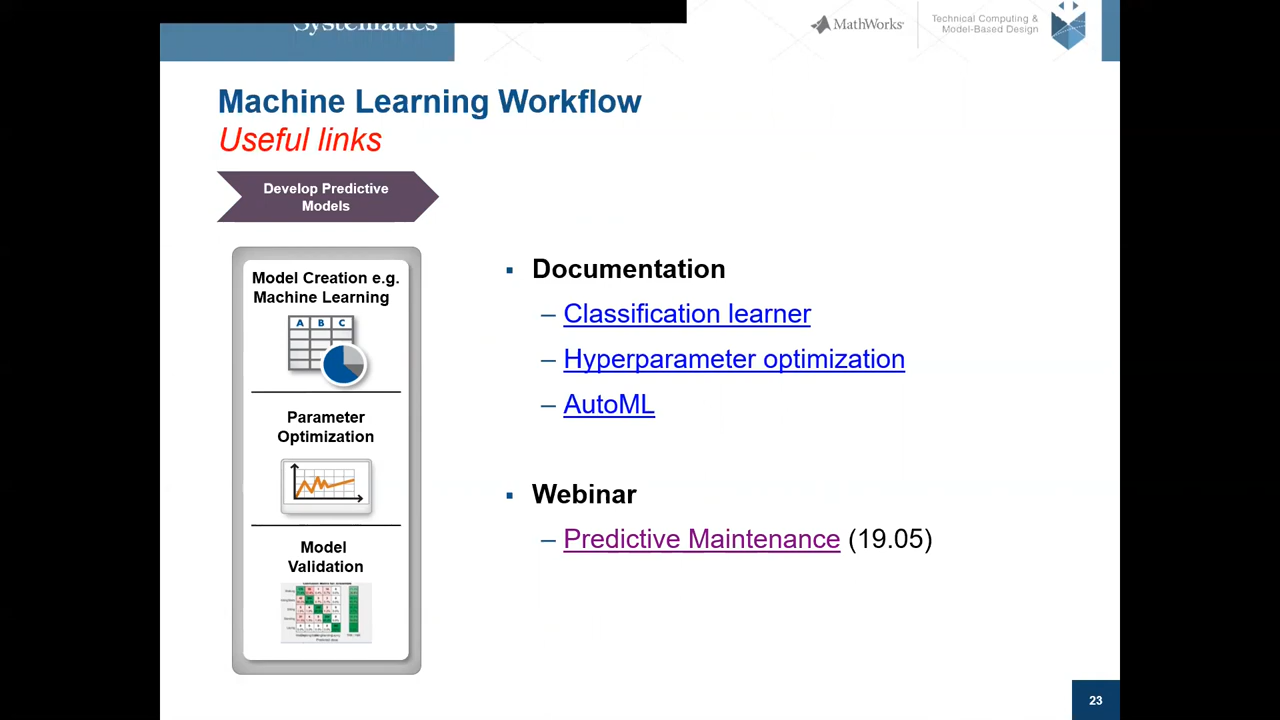 Systematics
MathWorks
Technical Computing &
Model-Based Design
Machine Learning Workflow
Useful links
Develop Predictive
Models
Model Creation e.g.
Machine Learning
A B C
Parameter
Optimization
Model
Validation
▪ Documentation
– Classification learner
– Hyperparameter optimization
– AutoML
▪ Webinar
– Predictive Maintenance (19.05)
23